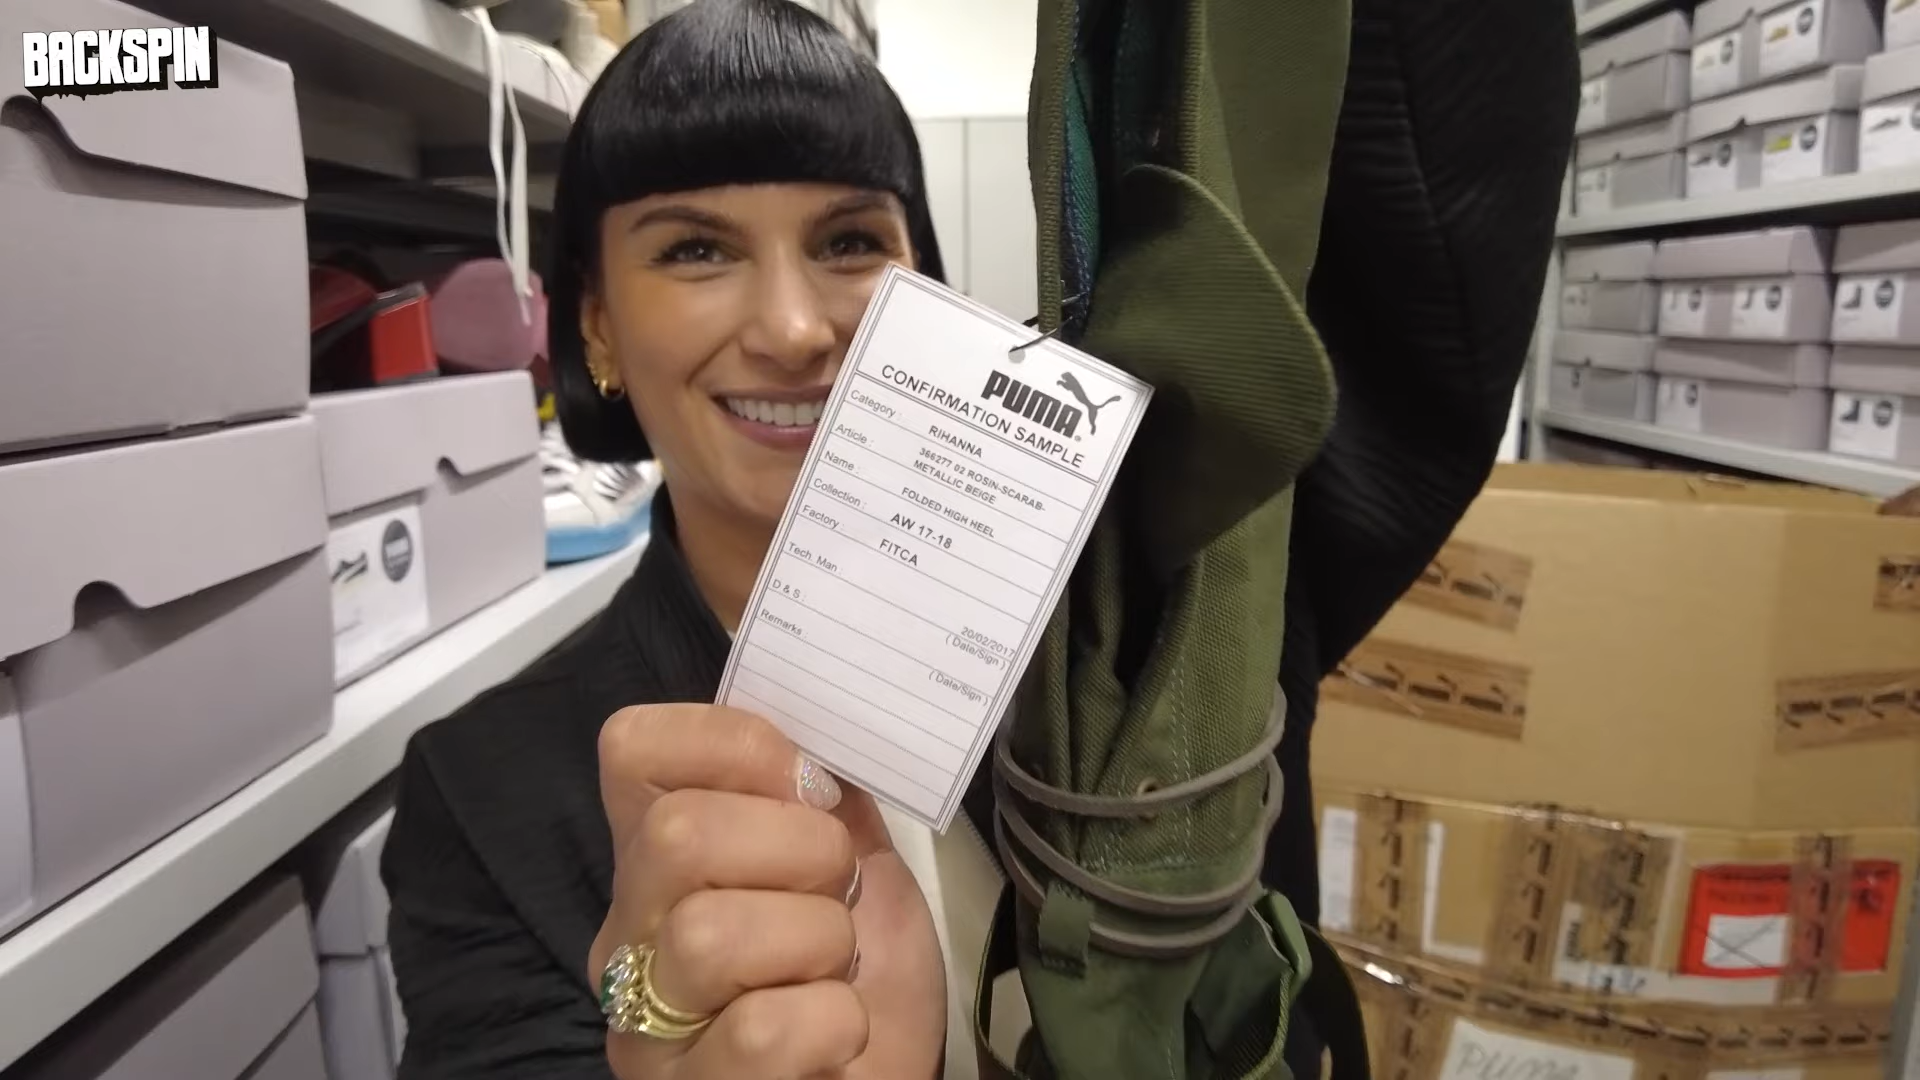 BACKSPIN
PUMA
CONFIRMATION SAMPLE
Category : RIHANNA
Article : 366277 02 ROSIN-SCARAB-
METALLIC BEIGE
Name : FOLDED HIGH HEEL
Collection : AW 17-18
Factory : FITCA
Tech. Man :
20/02/2017
( Date/Sign )
D & S :
( Date/Sign )
Remarks :
PUMA